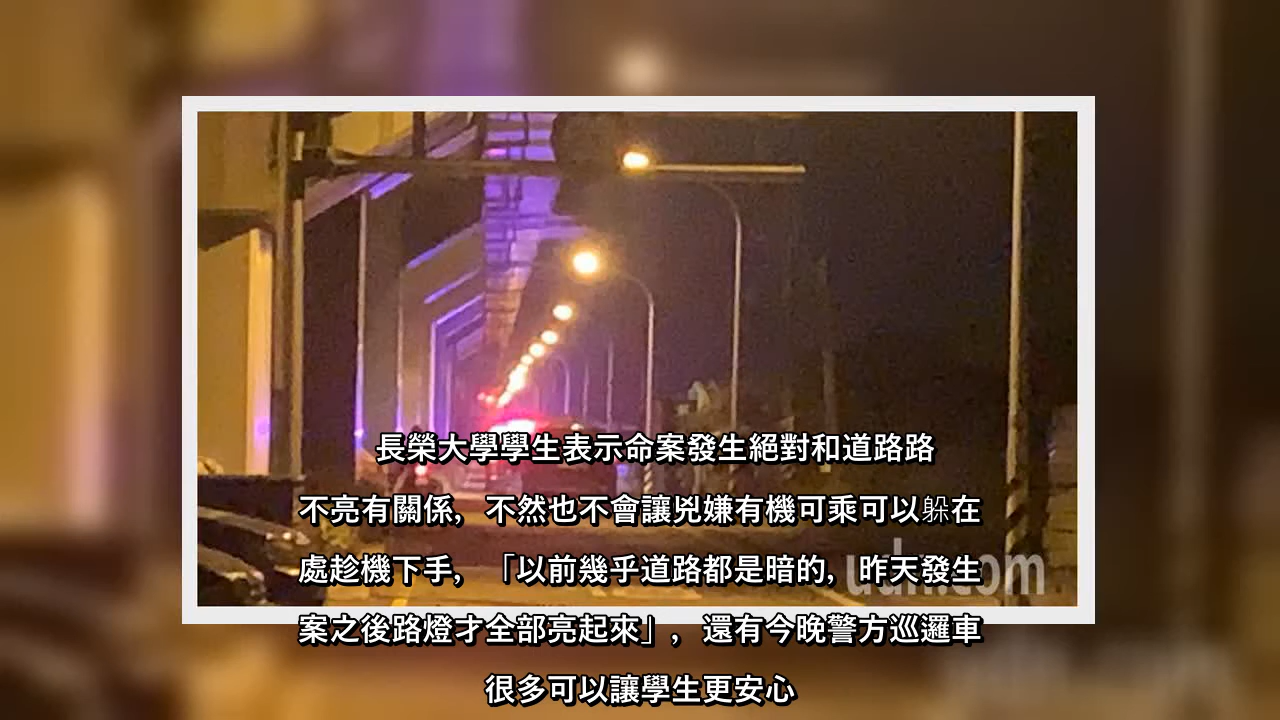 長榮大學學生表示命案發生絕對和道路路
不亮有關係，不然也不會讓兇嫌有機可乘可以躲在
處趁機下手，「以前幾乎道路都是暗的，昨天發生
案之後路燈才全部亮起來」，還有今晚警方巡邏車
很多可以讓學生更安心
udn.com